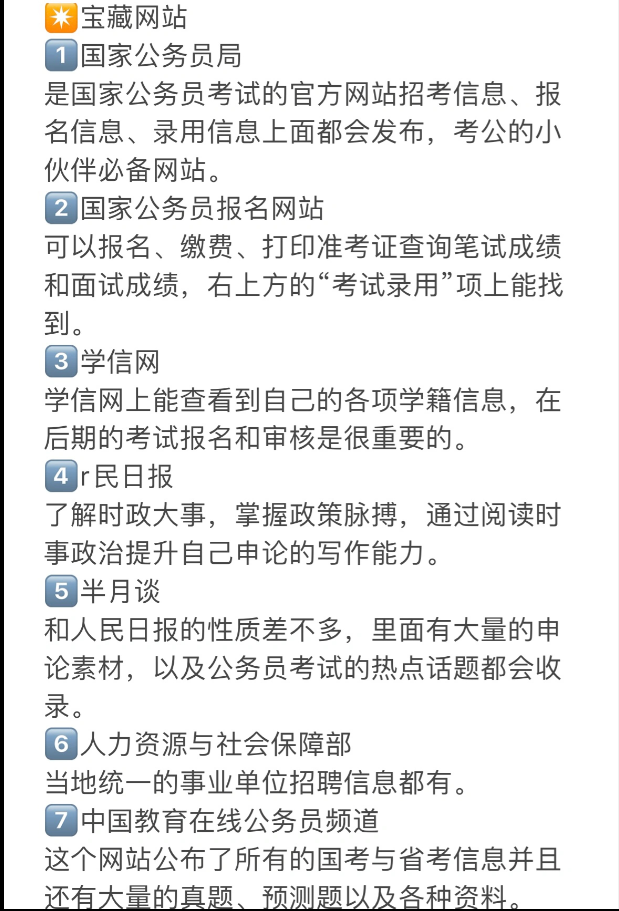 ✴️宝藏网站
1️⃣国家公务员局
是国家公务员考试的官方网站招考信息、报
名信息、录用信息上面都会发布，考公的小
伙伴必备网站。
2️⃣国家公务员报名网站
可以报名、缴费、打印准考证查询笔试成绩
和面试成绩，右上方的“考试录用”项上能找
到。
3️⃣学信网
学信网上能查看到自己的各项学籍信息，在
后期的考试报名和审核是很重要的。
4️⃣r民日报
了解时政大事，掌握政策脉搏，通过阅读时
事政治提升自己申论的写作能力。
5️⃣半月谈
和人民日报的性质差不多，里面有大量的申
论素材，以及公务员考试的热点话题都会收
录。
6️⃣人力资源与社会保障部
当地统一的事业单位招聘信息都有。
7️⃣中国教育在线公务员频道
这个网站公布了所有的国考与省考信息并且
还有大量的真题、预测题以及各种资料。